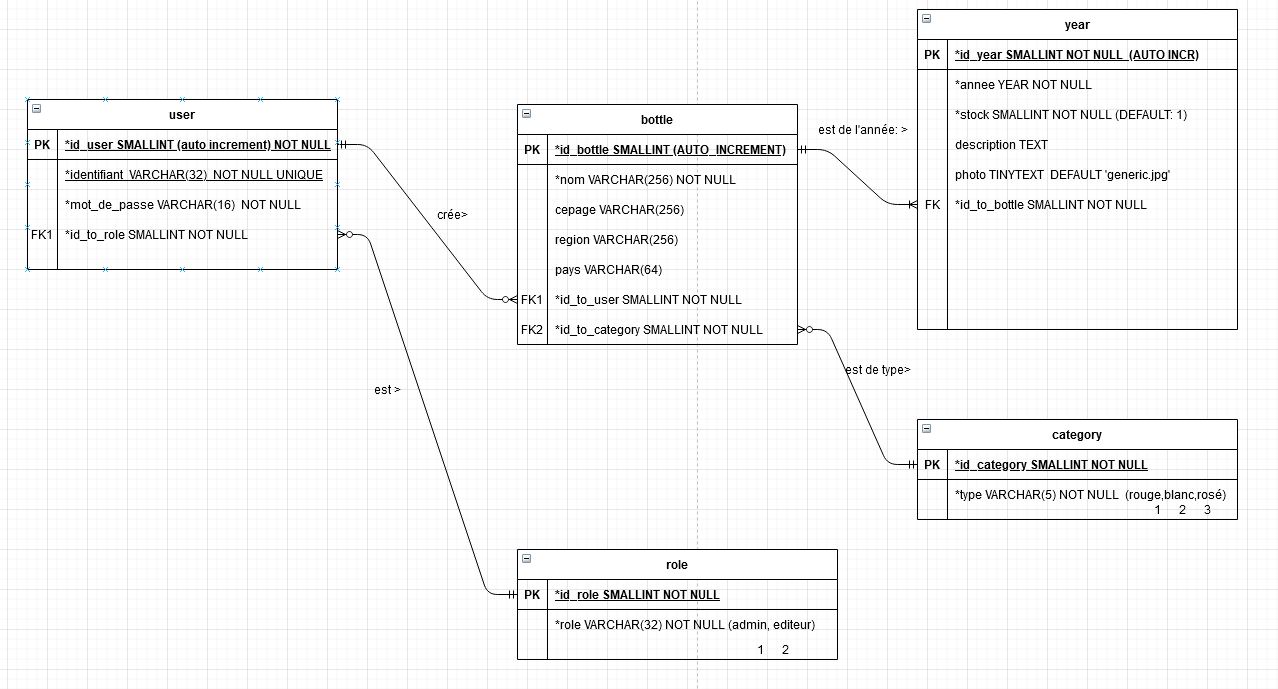 user
PK *id_user SMALLINT (auto increment) NOT NULL
*identifiant VARCHAR(32) NOT NULL UNIQUE
*mot_de_passe VARCHAR(16) NOT NULL
FK1 *id_to_role SMALLINT NOT NULL
crée>
est >
bottle
PK *id_bottle SMALLINT (AUTO_INCREMENT)
*nom VARCHAR(256) NOT NULL
cepage VARCHAR(256)
region VARCHAR(256)
pays VARCHAR(64)
FK1 *id_to_user SMALLINT NOT NULL
FK2 *id_to_category SMALLINT NOT NULL
est de l'année: >
est de type>
year
PK *id_year SMALLINT NOT NULL (AUTO INCR)
*annee YEAR NOT NULL
*stock SMALLINT NOT NULL (DEFAULT: 1)
description TEXT
photo TINYTEXT DEFAULT 'generic.jpg'
FK *id_to_bottle SMALLINT NOT NULL
category
PK *id_category SMALLINT NOT NULL
*type VARCHAR(5) NOT NULL (rouge,blanc,rosé)
1 2 3
role
PK *id_role SMALLINT NOT NULL
*role VARCHAR(32) NOT NULL (admin, editeur)
1 2